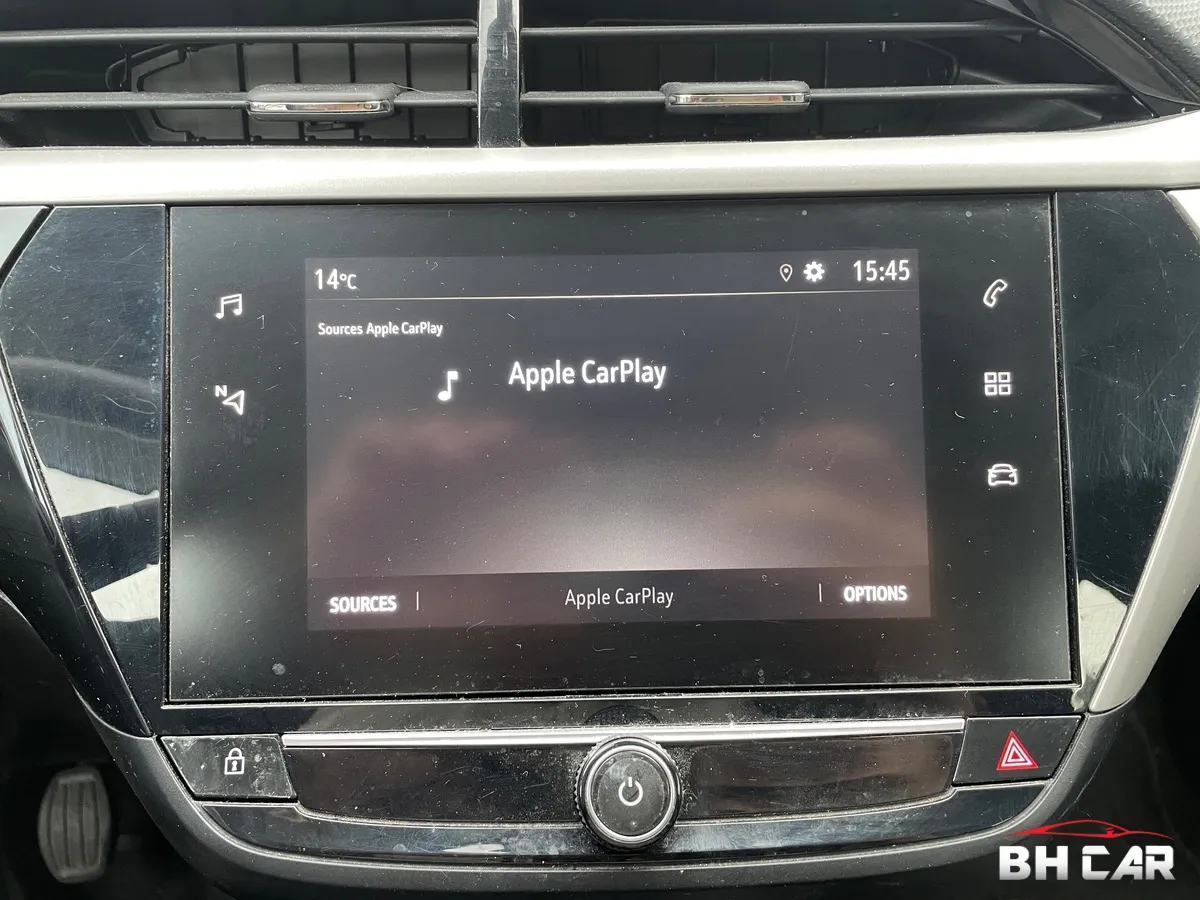 14°C
15:45
Sources Apple CarPlay
Apple CarPlay
N
SOURCES
Apple CarPlay
OPTIONS
BH CAR